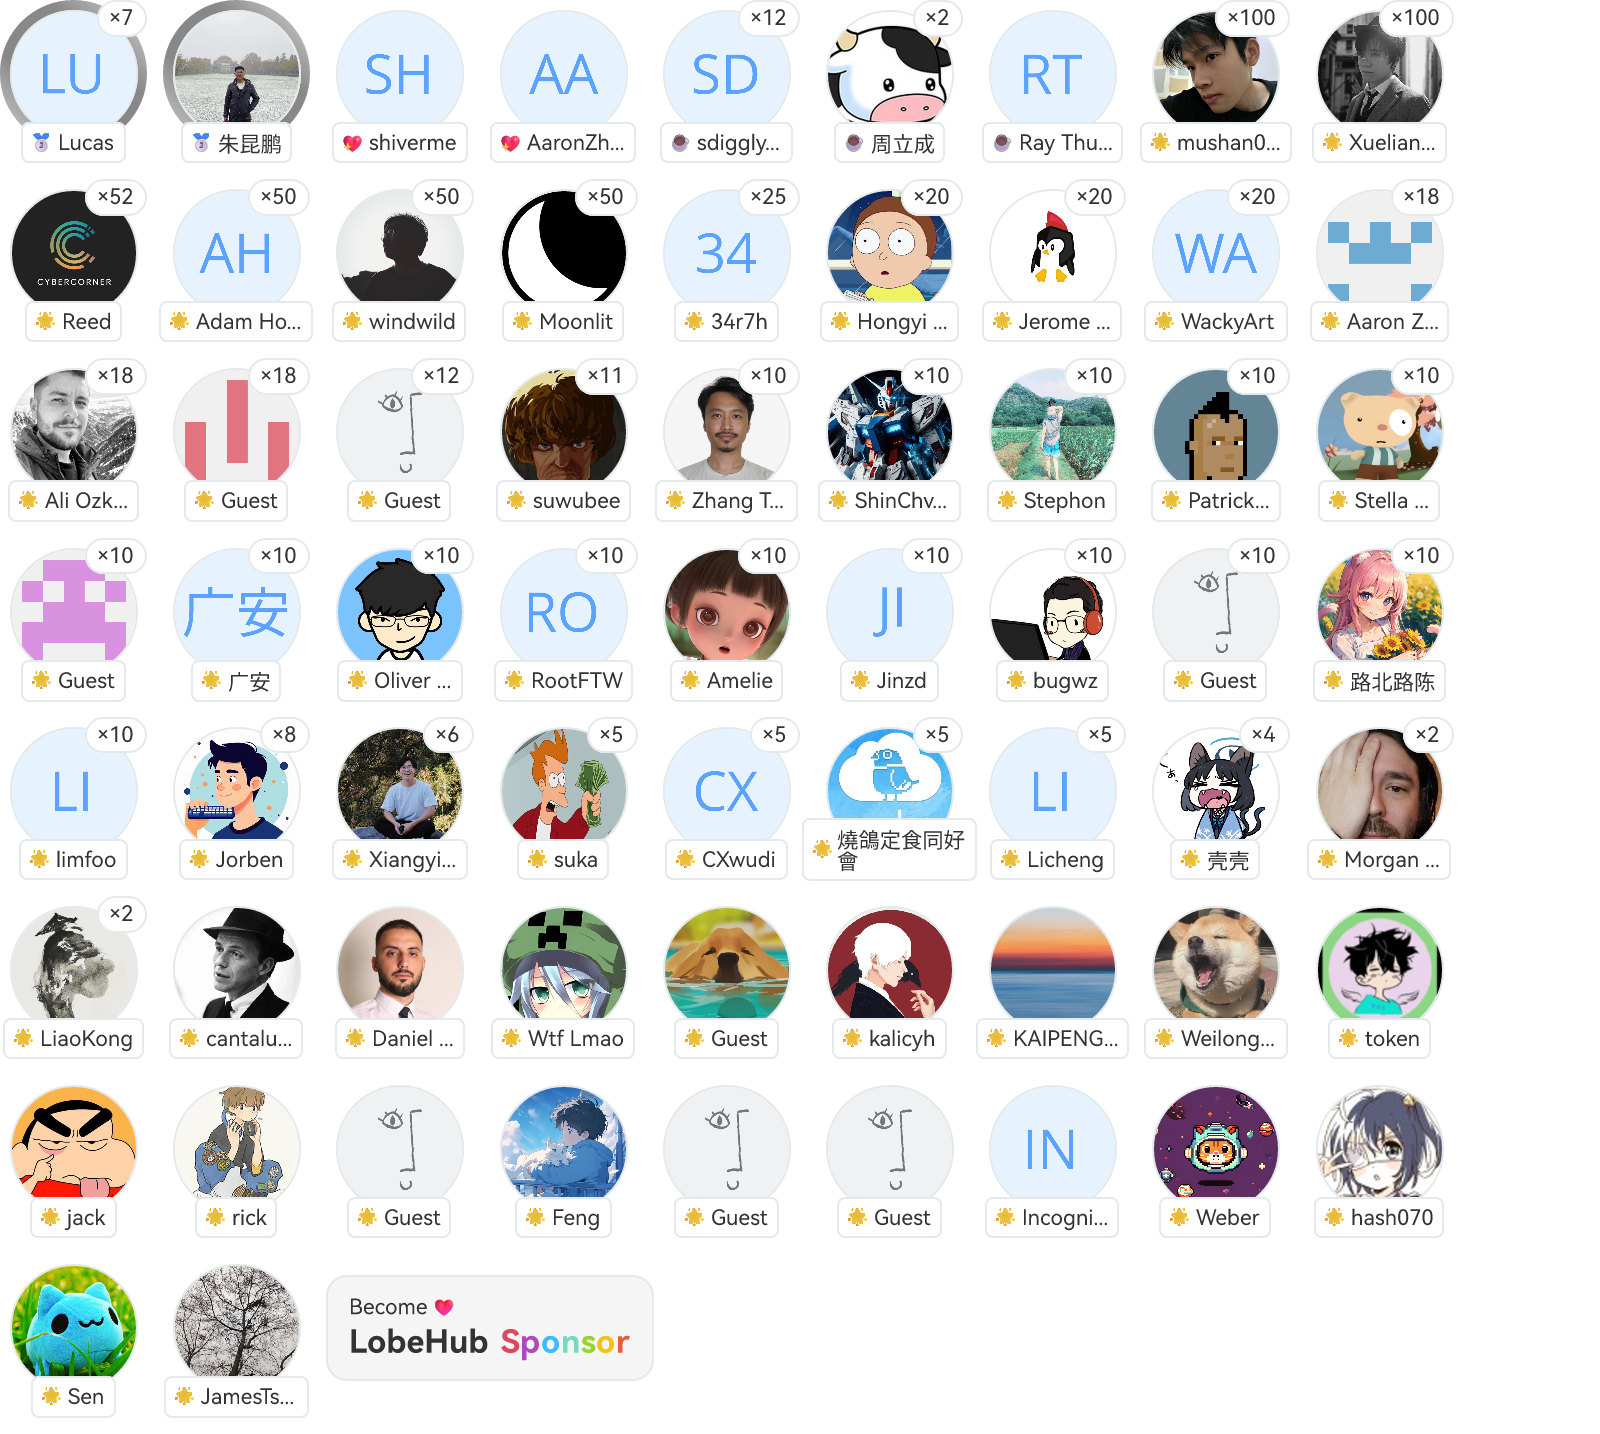 ×7
LU
Lucas
朱昆鹏
SH
shiverme
AA
AaronZh...
×12
SD
sdiggly...
×2
周立成
RT
Ray Thu...
×100
mushan0...
×100
Xuelian...
×52
CYBERCORNER
Reed
×50
AH
Adam Ho...
×50
windwild
×50
Moonlit
×25
34
34r7h
×20
Hongyi ...
×20
Jerome ...
×20
WA
WackyArt
×18
Aaron Z...
×18
Ali Ozk...
×18
Guest
×12
Guest
×11
suwubee
×10
Zhang T...
×10
ShinChv...
×10
Stephon
×10
Patrick...
×10
Stella ...
×10
Guest
×10
广安
广安
×10
Oliver ...
×10
RO
RootFTW
×10
Amelie
×10
JI
Jinzd
×10
bugwz
×10
Guest
×10
路北路陈
×10
LI
limfoo
×8
Jorben
×6
Xiangyi...
×5
suka
×5
CX
CXwudi
×5
燒鴿定食同好
會
×5
LI
Licheng
×4
壳壳
×2
Morgan ...
×2
LiaoKong
cantalu...
Daniel ...
Wtf Lmao
Guest
kalicyh
KAIPENG...
Weilong...
token
jack
rick
Guest
Feng
Guest
Guest
IN
Incogni...
Weber
hash070
Sen
JamesTs...
Become
LobeHub Sponsor